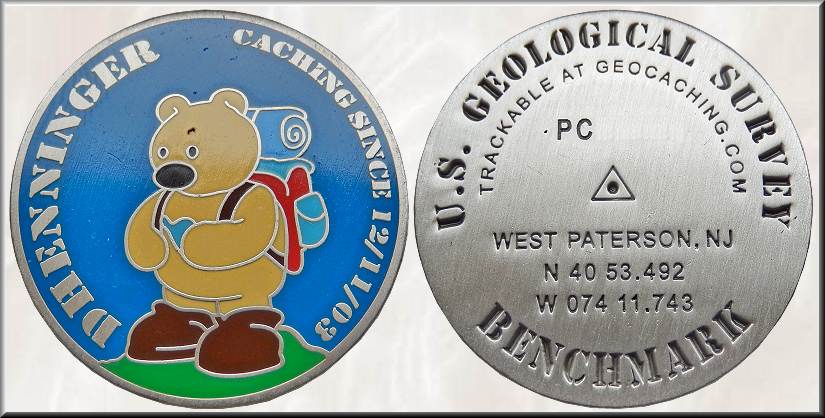 DHENNINGER
CACHING SINCE 12/11/03
U.S. GEOLOGICAL SURVEY
TRACKABLE AT GEOCACHING.COM
PC
WEST PATERSON, NJ
N 40 53.492
W 074 11.743
BENCHMARK